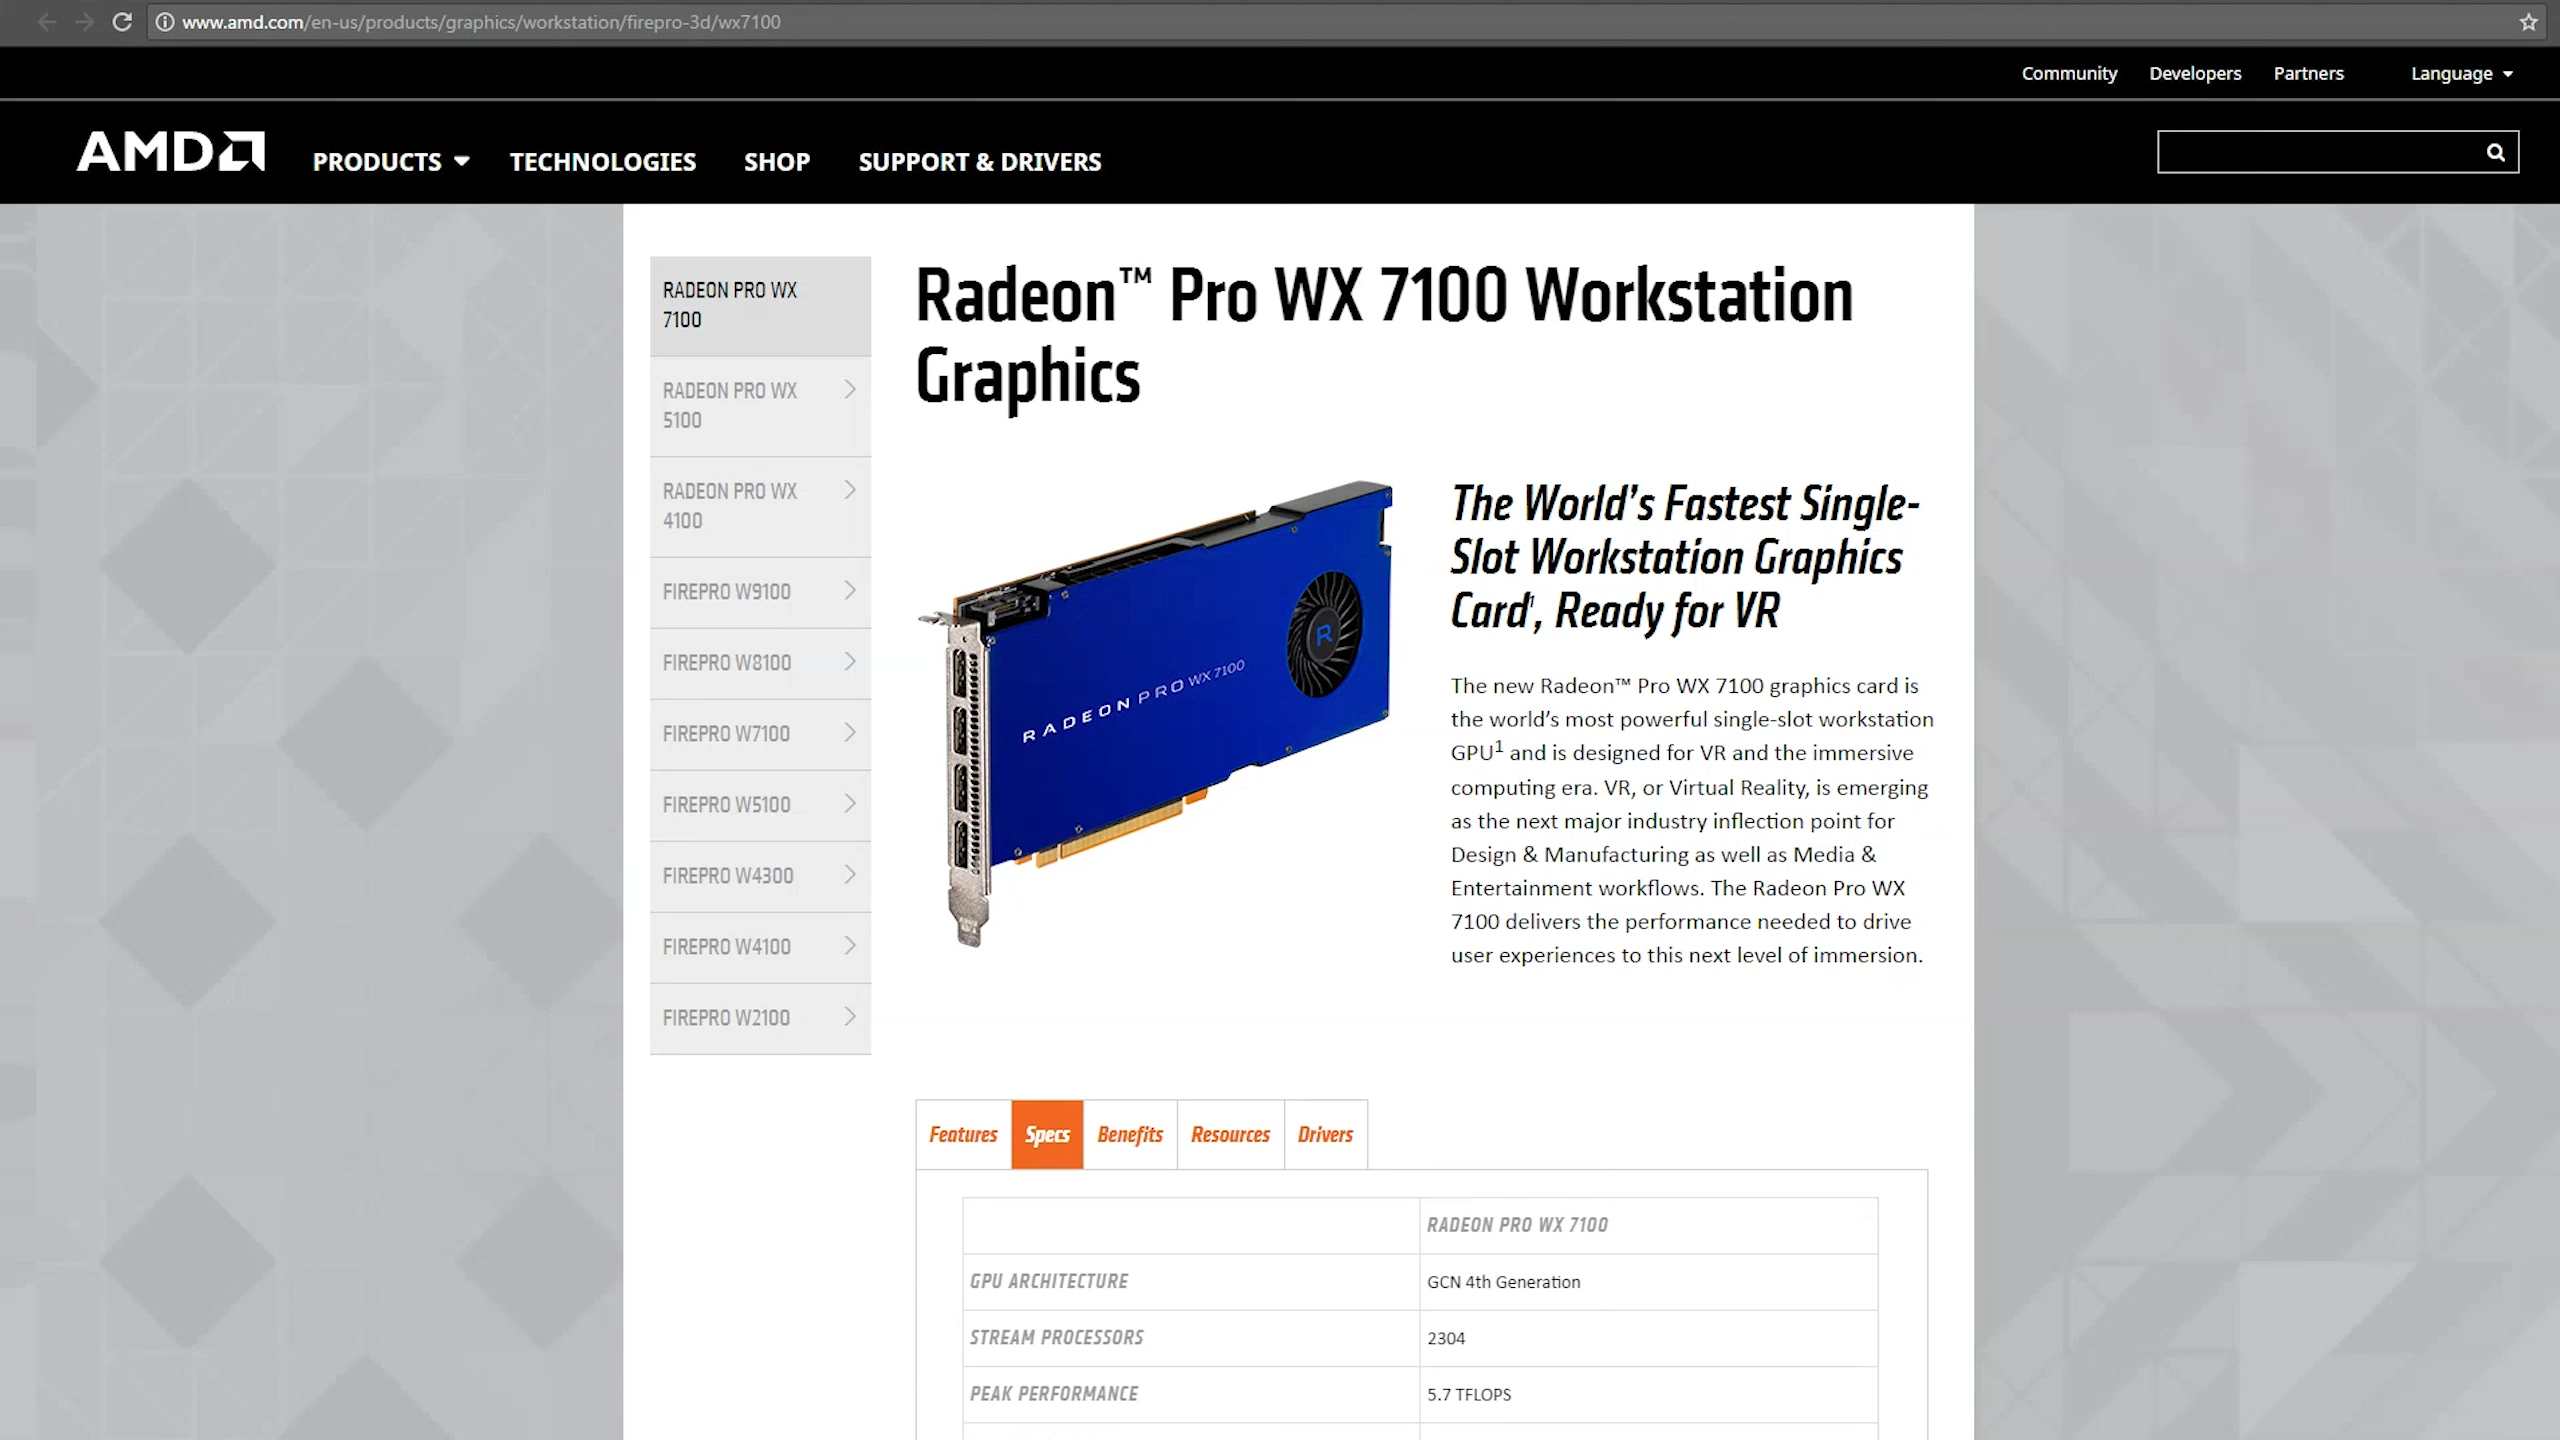 www.amd.com/en-us/products/graphics/workstation/firepro-3d/wx7100
Community Developers Partners Language
AMD PRODUCTS TECHNOLOGIES SHOP SUPPORT & DRIVERS
RADEON PRO WX
7100
RADEON PRO WX
5100
RADEON PRO WX
4100
FIREPRO W9100
FIREPRO W8100
FIREPRO W7100
FIREPRO W5100
FIREPRO W4300
FIREPRO W4100
FIREPRO W2100
Radeon™ Pro WX 7100 Workstation
Graphics
RADEON PRO WX 7100
R
The World's Fastest Single-
Slot Workstation Graphics
Card¹, Ready for VR
The new Radeon™ Pro WX 7100 graphics card is
the world's most powerful single-slot workstation
GPU¹ and is designed for VR and the immersive
computing era. VR, or Virtual Reality, is emerging
as the next major industry inflection point for
Design & Manufacturing as well as Media &
Entertainment workflows. The Radeon Pro WX
7100 delivers the performance needed to drive
user experiences to this next level of immersion.
Features Specs Benefits Resources Drivers
RADEON PRO WX 7100
GPU ARCHITECTURE GCN 4th Generation
STREAM PROCESSORS 2304
PEAK PERFORMANCE 5.7 TFLOPS